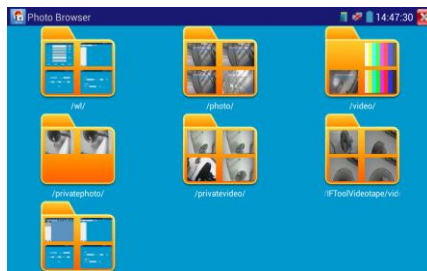 Photo Browser 14:47:30
/wl/ /photo/ /video/
/privatephoto/ /privatevideo/ IFToolVideotape/vid